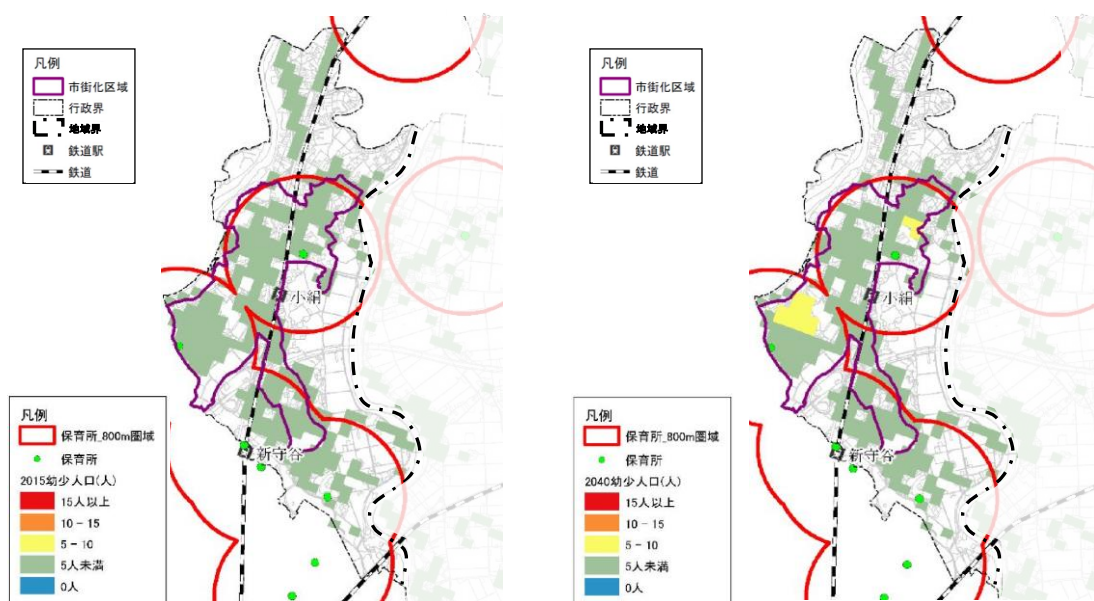 凡例
市街化区域
行政界
地域界
鉄道駅
鉄道
小絹
新守谷
凡例
保育所_800m圏域
保育所
2015幼少人口(人)
15人以上
10 - 15
5 - 10
5人未満
0人
凡例
市街化区域
行政界
地域界
鉄道駅
鉄道
小絹
新守谷
凡例
保育所_800m圏域
保育所
2040幼少人口(人)
15人以上
10 - 15
5 - 10
5人未満
0人